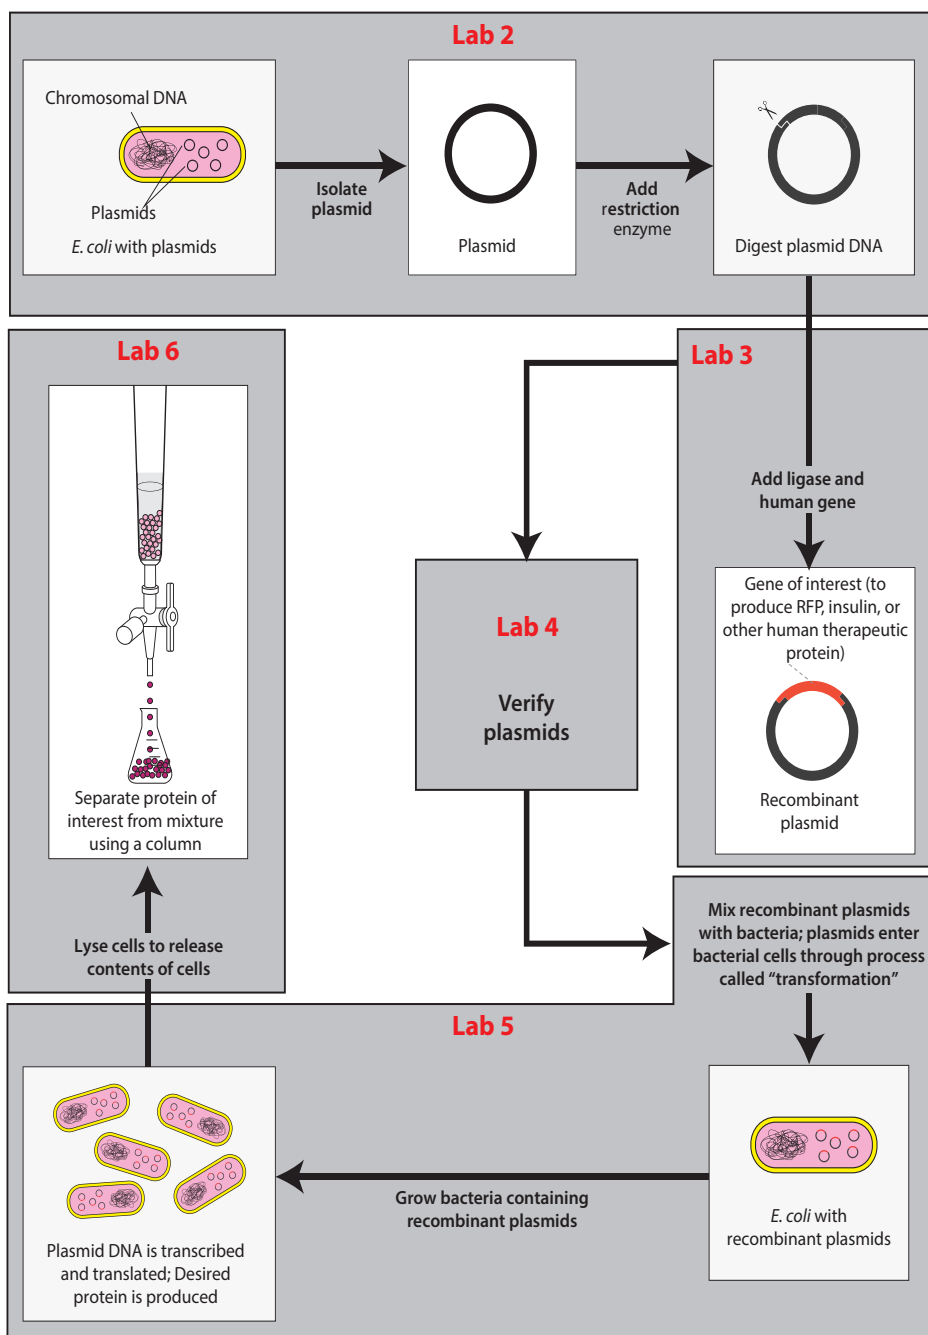 Lab 2
Chromosomal DNA
Plasmids
E. coli with plasmids
Isolate
plasmid
Plasmid
Add
restriction
enzyme
Digest plasmid DNA
Lab 3
Add ligase and
human gene
Gene of interest (to
produce RFP, insulin, or
other human therapeutic
protein)
Recombinant
plasmid
Lab 4
Verify
plasmids
Mix recombinant plasmids
with bacteria; plasmids enter
bacterial cells through process
called “transformation”
Lab 5
E. coli with
recombinant plasmids
Grow bacteria containing
recombinant plasmids
Plasmid DNA is transcribed
and translated; Desired
protein is produced
Lab 6
Lyse cells to release
contents of cells
Separate protein of
interest from mixture
using a column